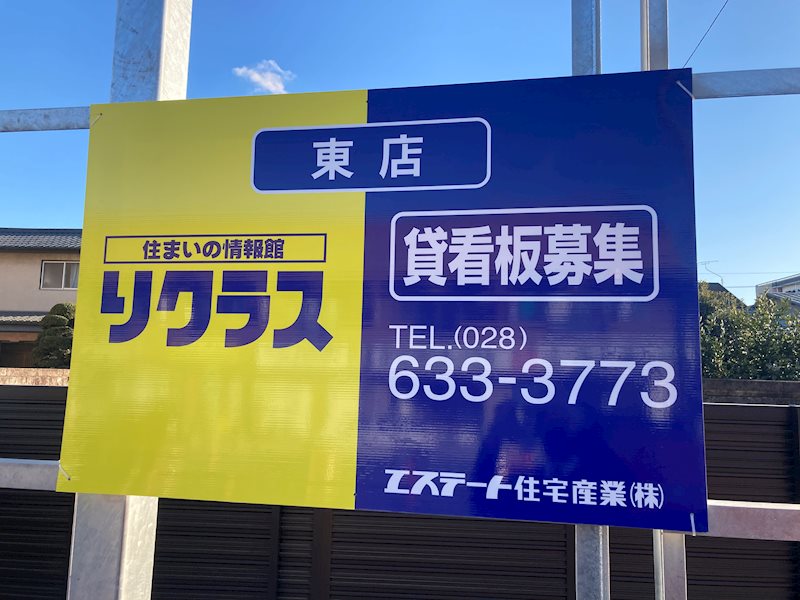 東店
住まいの情報館
リクラス
貸看板募集
TEL.(028)
633-3773
エステート住宅産業(株)